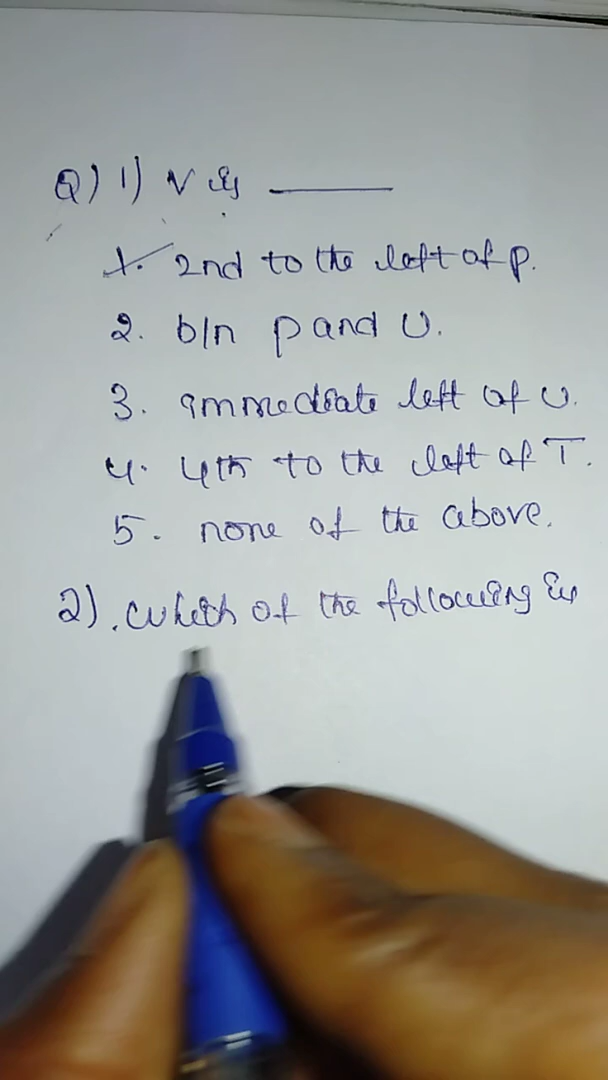 Q) 1) V is ______
1. 2nd to the left of P.
2. b/n P and U.
3. immediate left of U.
4. 4th to the left of T.
5. none of the above.
2). Which of the following is